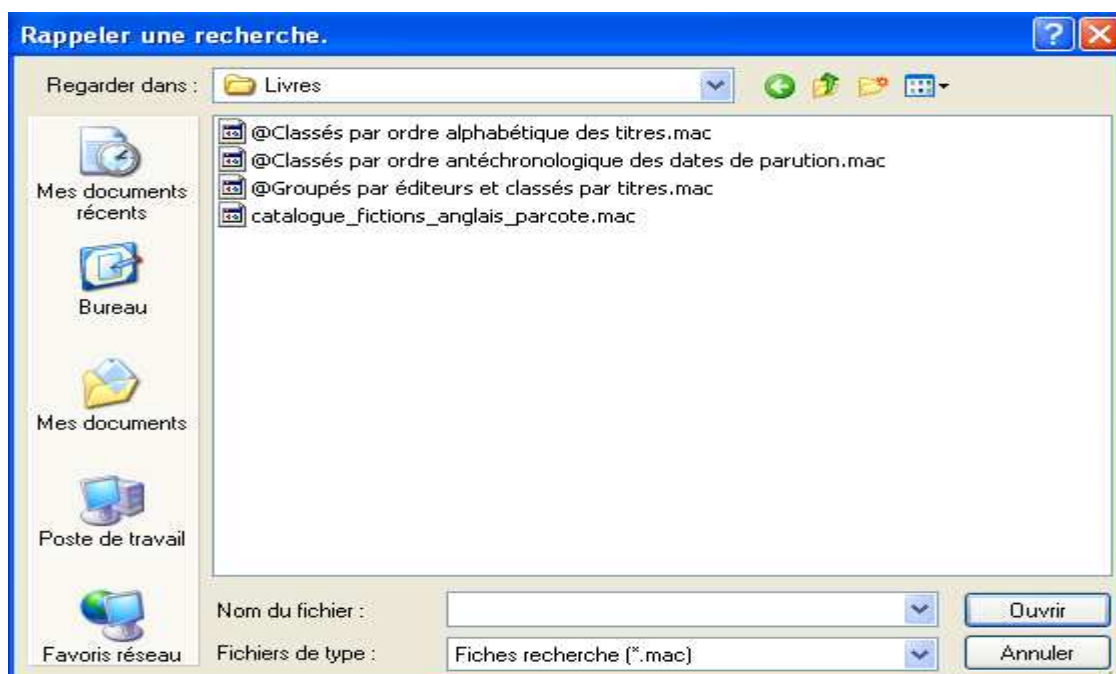 Rappeler une recherche.
Regarder dans :
Livres
@Classés par ordre alphabétique des titres.mac
@Classés par ordre antéchronologique des dates de parution.mac
@Groupés par éditeurs et classés par titres.mac
catalogue_fictions_anglais_parcote.mac
Mes documents
récents
Bureau
Mes documents
Poste de travail
Favoris réseau
Nom du fichier :
Ouvrir
Fichiers de type :
Fiches recherche (*.mac)
Annuler